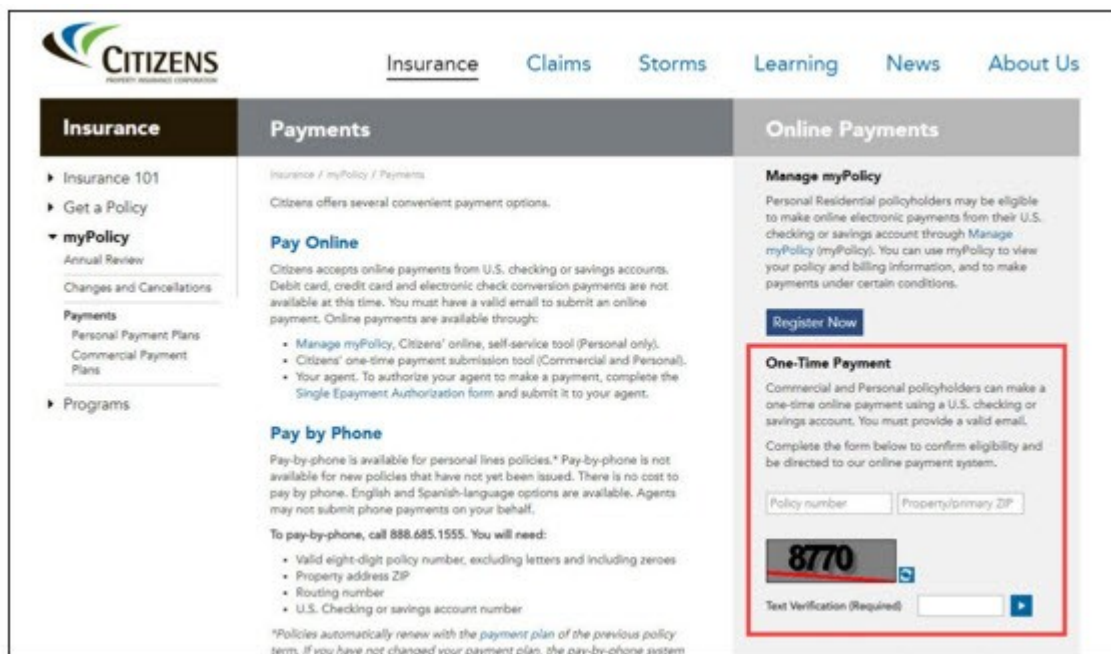 CITIZENS
PROPERTY INSURANCE CORPORATION
Insurance Claims Storms Learning News About Us
Insurance
Insurance 101
Get a Policy
myPolicy
Annual Review
Changes and Cancellations
Payments
Personal Payment Plans
Commercial Payment
Plans
Programs
Payments
Insurance / myPolicy / Payments
Citizens offers several convenient payment options.
Pay Online
Citizens accepts online payments from U.S. checking or savings accounts.
Debit card, credit card and electronic check conversion payments are not
available at this time. You must have a valid email to submit an online
payment. Online payments are available through:
• Manage myPolicy, Citizens' online, self-service tool (Personal only).
• Citizens' one-time payment submission tool (Commercial and Personal).
• Your agent. To authorize your agent to make a payment, complete the
Single Epayment Authorization form and submit it to your agent.
Pay by Phone
Pay-by-phone is available for personal lines policies.* Pay-by-phone is not
available for new policies that have not yet been issued. There is no cost to
pay by phone. English and Spanish-language options are available. Agents
may not submit phone payments on your behalf.
To pay-by-phone, call 888.685.1555. You will need:
• Valid eight-digit policy number, excluding letters and including zeroes
• Property address ZIP
• Routing number
• U.S. Checking or savings account number
*Policies automatically renew with the payment plan of the previous policy
term. If you have not changed your payment plan, the pay-by-phone system
Online Payments
Manage myPolicy
Personal Residential policyholders may be eligible
to make online electronic payments from their U.S.
checking or savings account through Manage
myPolicy (myPolicy). You can use myPolicy to view
your policy and billing information, and to make
payments under certain conditions.
Register Now
One-Time Payment
Commercial and Personal policyholders can make a
one-time online payment using a U.S. checking or
savings account. You must provide a valid email.
Complete the form below to confirm eligibility and
be directed to our online payment system.
Policy number Property/primary ZIP
8770
Text Verification (Required)